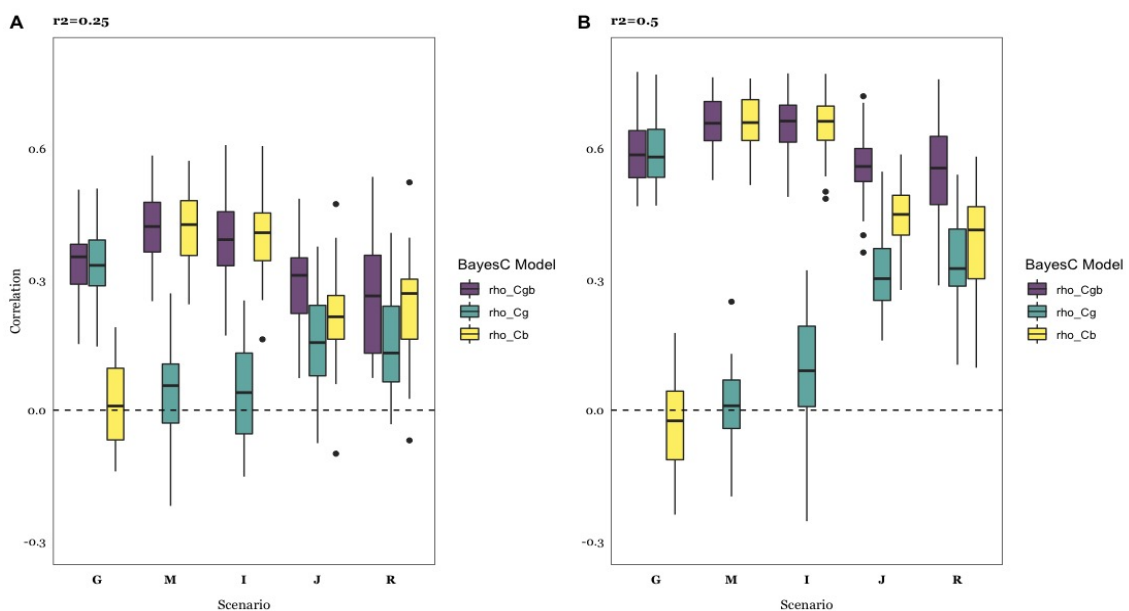 A r2=0.25
Correlation
0.6
0.3
0.0
-0.3
G M I J R
Scenario
BayesC Model
rho_Cgb
rho_Cg
rho_Cb
B r2=0.5
0.6
0.3
0.0
-0.3
G M I J R
Scenario
BayesC Model
rho_Cgb
rho_Cg
rho_Cb